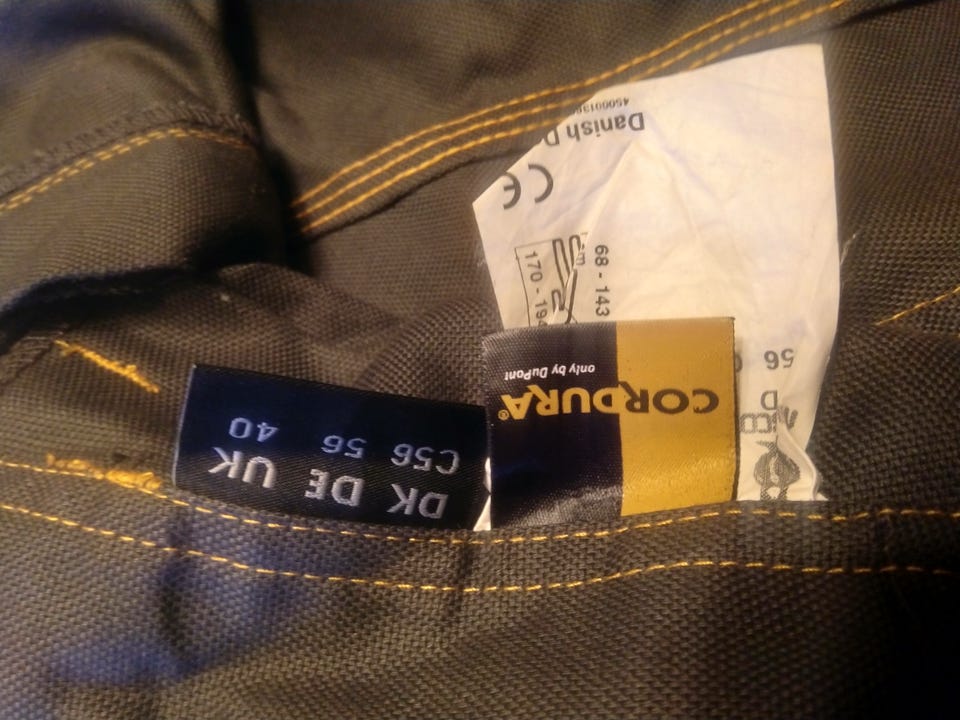 DK DE UK
C56 56 40
CORDURA®
only by DuPont
56
D
68 - 143
170 - 194
CE
Danish